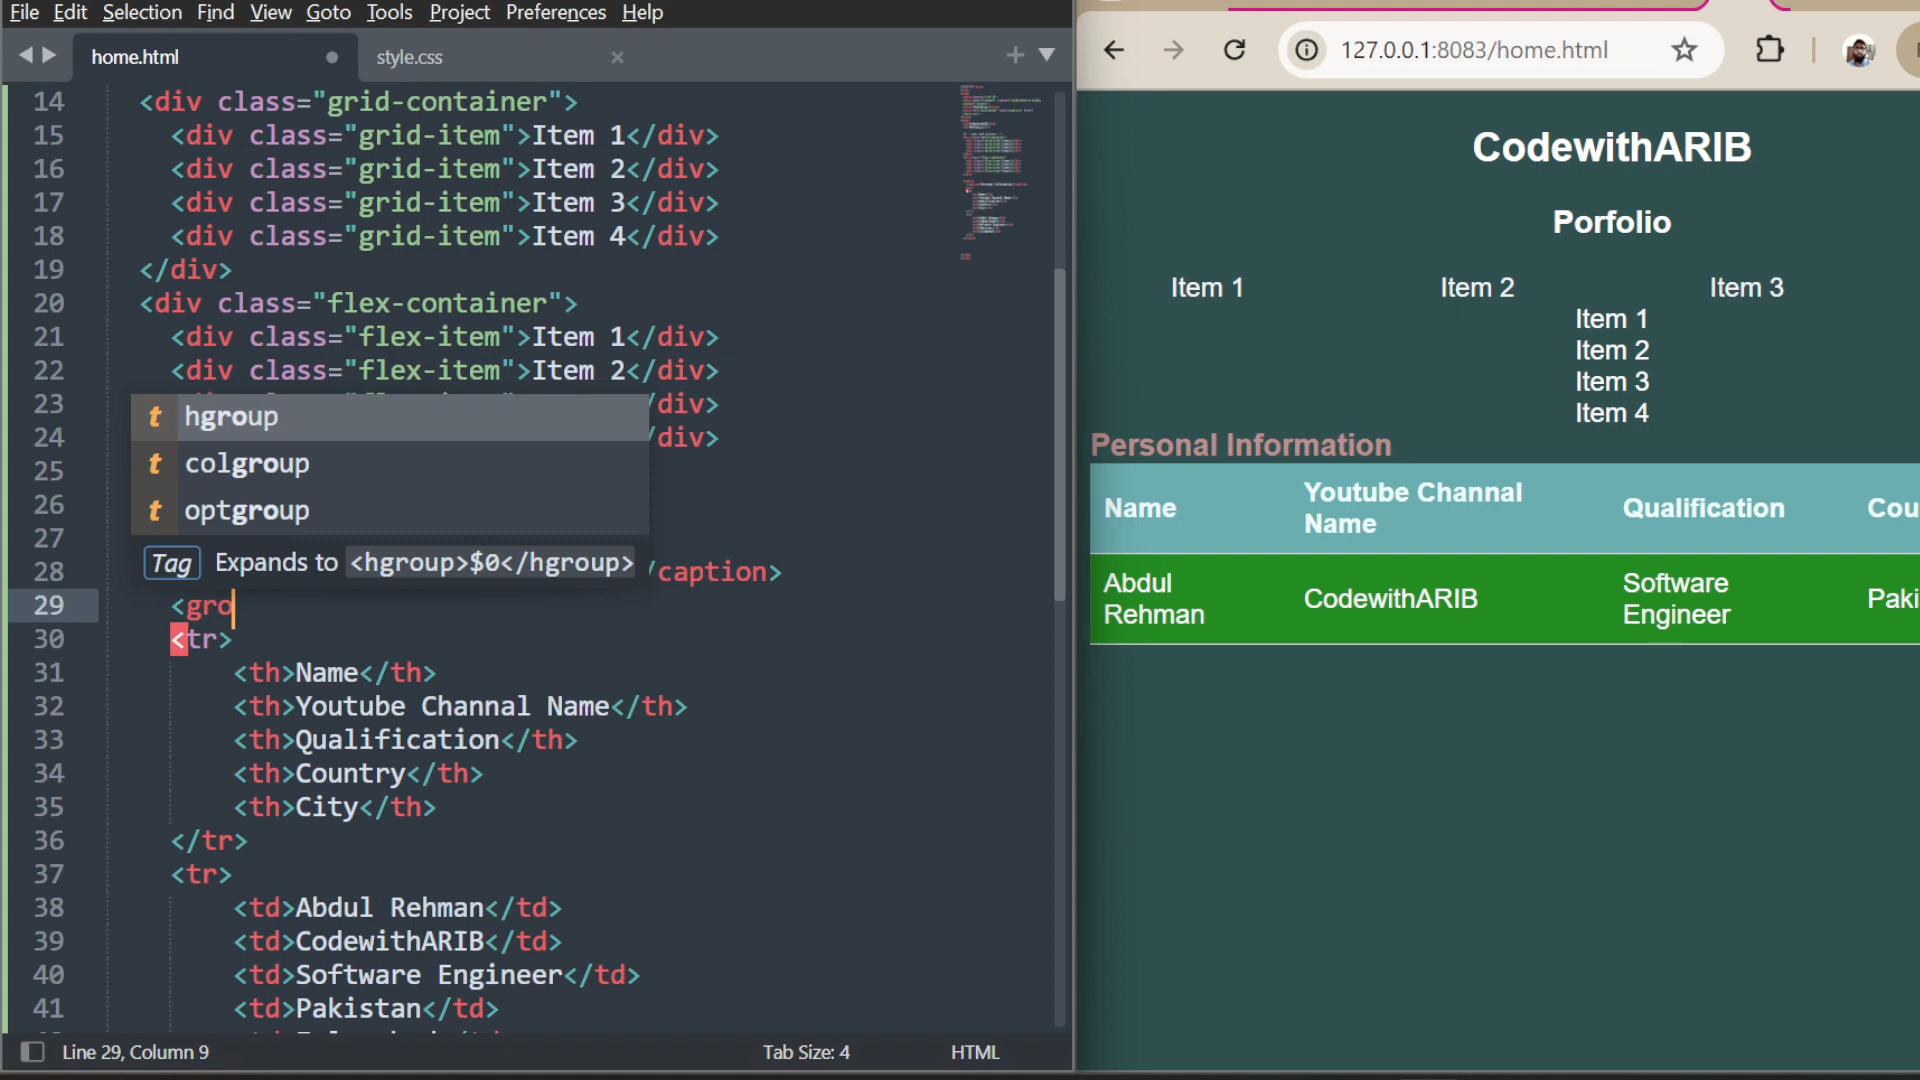 File Edit Selection Find View Goto Tools Project Preferences Help
home.html
style.css
14 <div class="grid-container">
15 <div class="grid-item">Item 1</div>
16 <div class="grid-item">Item 2</div>
17 <div class="grid-item">Item 3</div>
18 <div class="grid-item">Item 4</div>
19 </div>
20 <div class="flex-container">
21 <div class="flex-item">Item 1</div>
22 <div class="flex-item">Item 2</div>
23 /div>
24 /div>
25
26
27
28 /caption>
t hgroup
t colgroup
t optgroup
Tag Expands to <hgroup>$0</hgroup>
29 <gro
30 <tr>
31 <th>Name</th>
32 <th>Youtube Channal Name</th>
33 <th>Qualification</th>
34 <th>Country</th>
35 <th>City</th>
36 </tr>
37 <tr>
38 <td>Abdul Rehman</td>
39 <td>CodewithARIB</td>
40 <td>Software Engineer</td>
41 <td>Pakistan</td>
Line 29, Column 9
Tab Size: 4
HTML
127.0.0.1:8083/home.html
CodewithARIB
Porfolio
Item 1 Item 2 Item 3
Item 1
Item 2
Item 3
Item 4
Personal Information
Name Youtube Channal Name Qualification Cou
Abdul Rehman CodewithARIB Software Engineer Paki